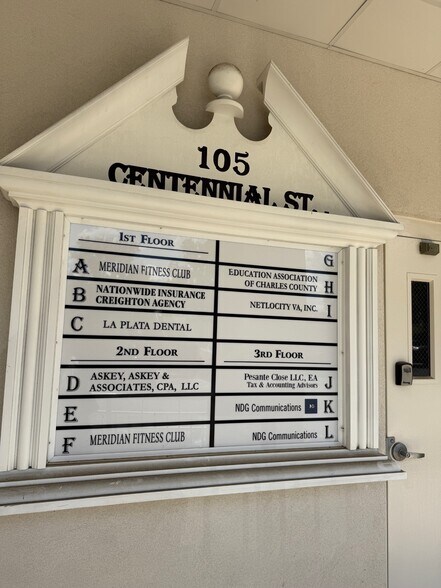 105
CENTENNIAL ST.
1ST FLOOR
A MERIDIAN FITNESS CLUB
B NATIONWIDE INSURANCE
CREIGHTON AGENCY
C LA PLATA DENTAL
2ND FLOOR
D ASKEY, ASKEY &
ASSOCIATES, CPA, LLC
E
F MERIDIAN FITNESS CLUB
G
EDUCATION ASSOCIATION
OF CHARLES COUNTY H
NETLOCITY VA, INC. I
3RD FLOOR
Pesante Close LLC, EA
Tax & Accounting Advisors J
NDG Communications K
NDG Communications L